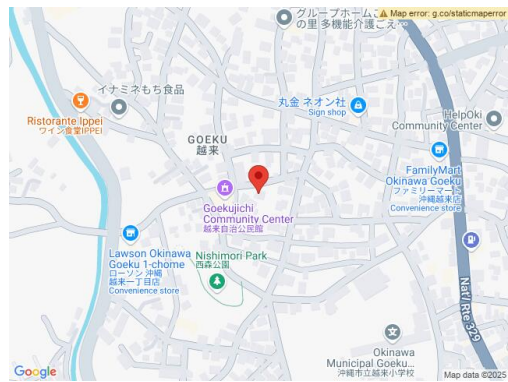 グループホームご
の里 多機能介護ごえ
Map error: g.co/staticmaperror
イナミネもち食品
丸金 ネオン社
Sign shop
HelpOki
Community Center
Ristorante Ippei
ワイン食堂IPPEI
GOEKU
越来
FamilyMart
Okinawa Goeku
ファミリーマート
沖縄越来店
Convenience store
Goekujichi
Community Center
越来自治公民館
Lawson Okinawa
Goeku 1-chome
ローソン 沖縄
越来一丁目店
Convenience store
Nishimori Park
西森公園
Nat'l Rte 329
Okinawa
Municipal Goeku...
沖縄市立越来小学校
Google
Map data ©2025